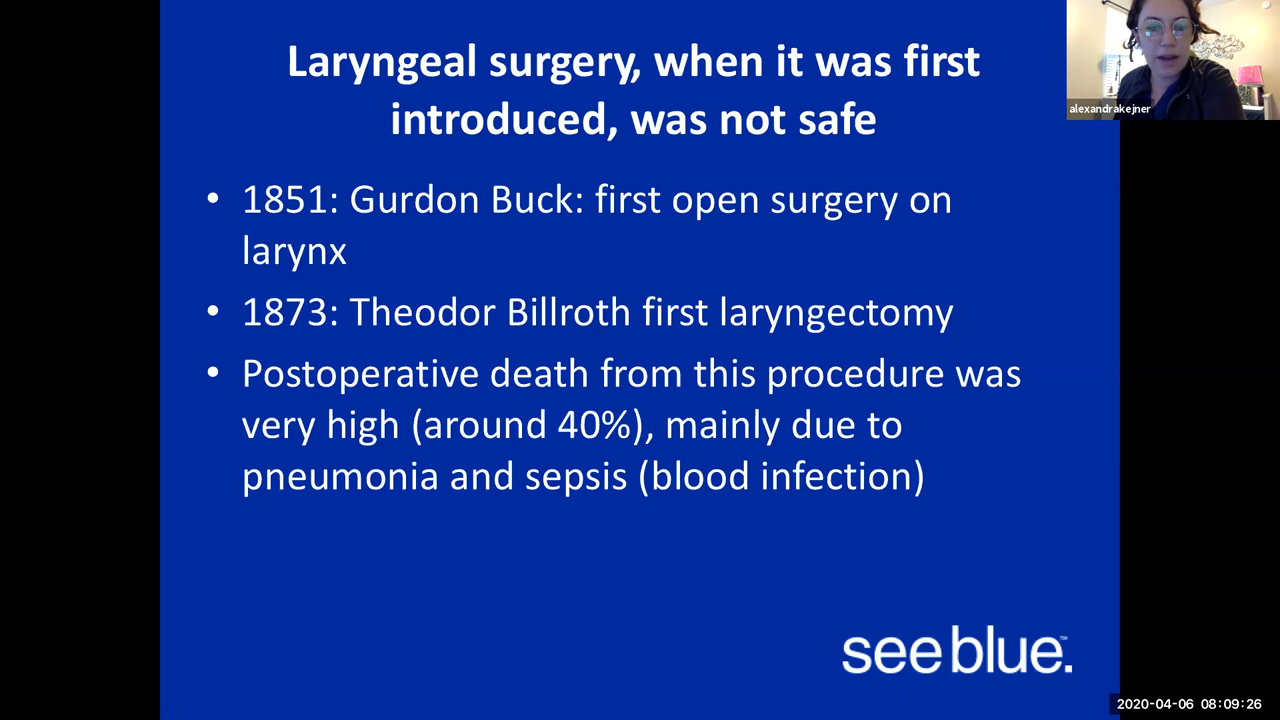 Laryngeal surgery, when it was first
introduced, was not safe
• 1851: Gurdon Buck: first open surgery on
larynx
• 1873: Theodor Billroth first laryngectomy
• Postoperative death from this procedure was
very high (around 40%), mainly due to
pneumonia and sepsis (blood infection)
see blue.™
alexandrakejner
2020-04-06 08:09:26